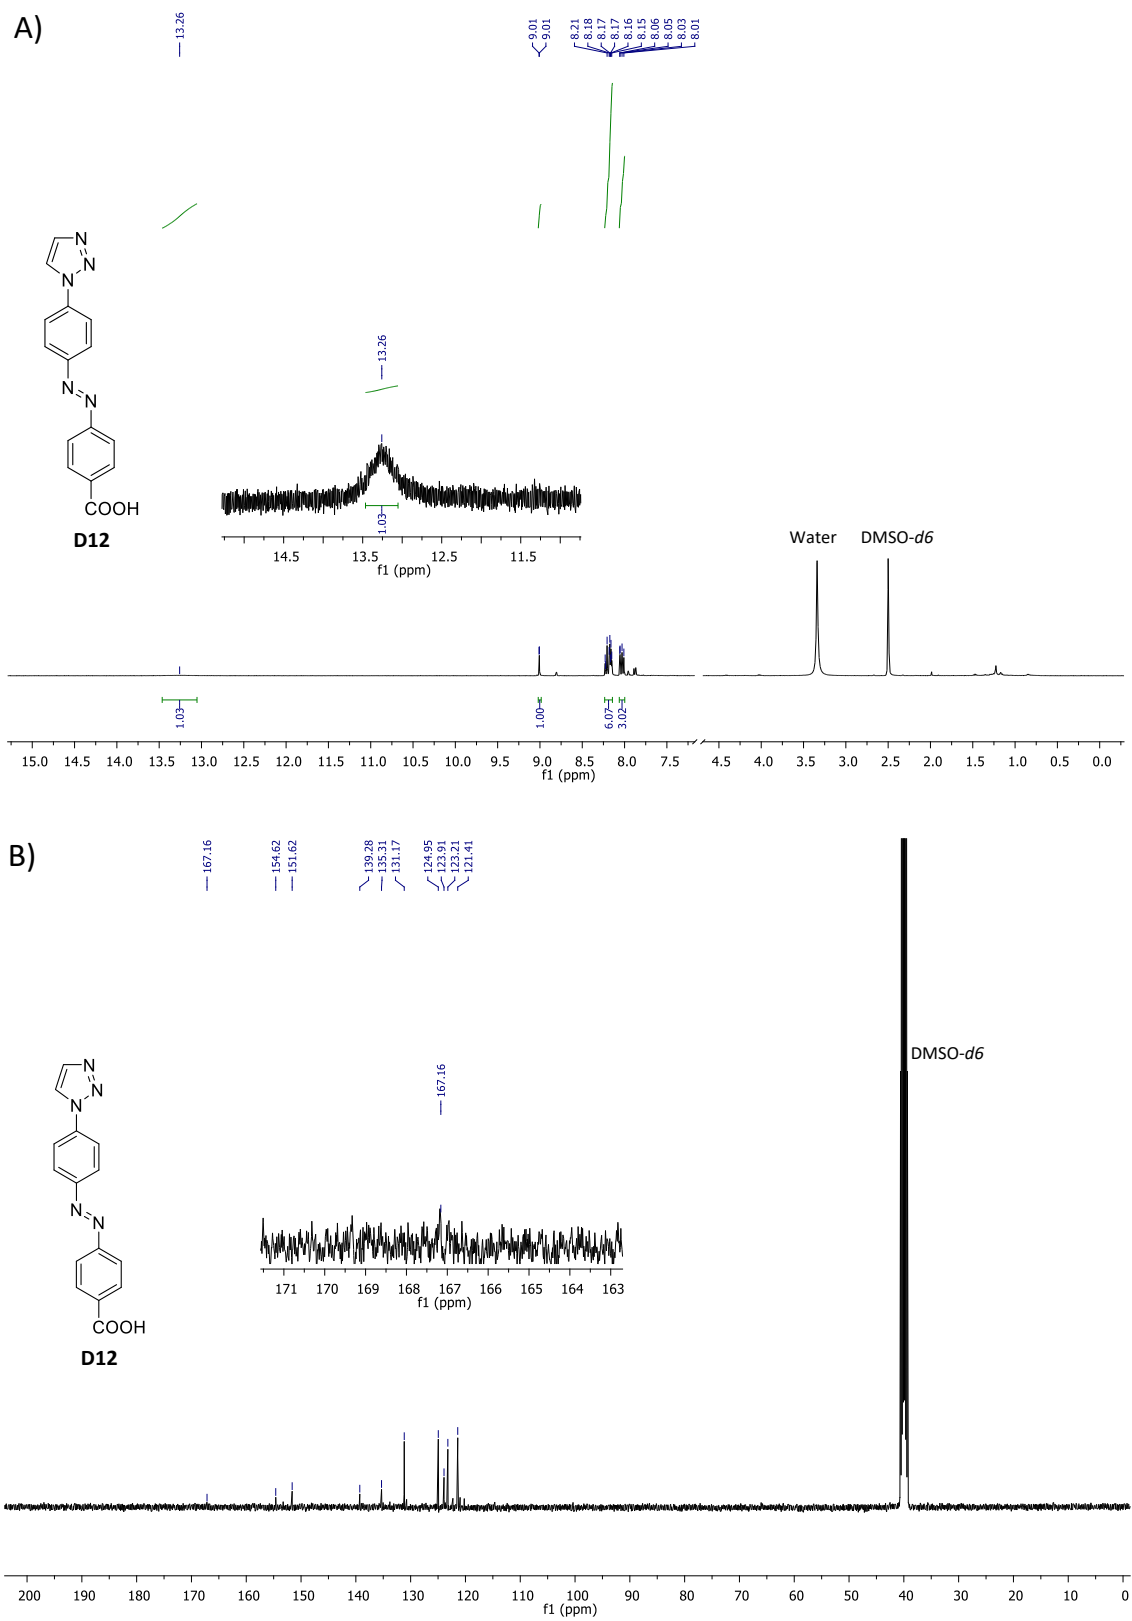 A)
13.26
9.01
9.01
8.21
8.18
8.17
8.17
8.16
8.15
8.06
8.05
8.03
8.01
N
N
N
N
N
COOH
D12
13.26
1.03
14.5 13.5 12.5 11.5
f1 (ppm)
Water DMSO-d6
1.03 1.00 6.07 3.02
15.0 14.5 14.0 13.5 13.0 12.5 12.0 11.5 11.0 10.5 10.0 9.5 9.0 8.5 8.0 7.5 4.5 4.0 3.5 3.0 2.5 2.0 1.5 1.0 0.5 0.0
f1 (ppm)
B)
167.16
154.62
151.62
139.28
135.31
131.17
124.95
123.91
123.21
121.41
DMSO-d6
N
N
N
N
N
COOH
D12
167.16
171 170 169 168 167 166 165 164 163
f1 (ppm)
200 190 180 170 160 150 140 130 120 110 100 90 80 70 60 50 40 30 20 10 0
f1 (ppm)